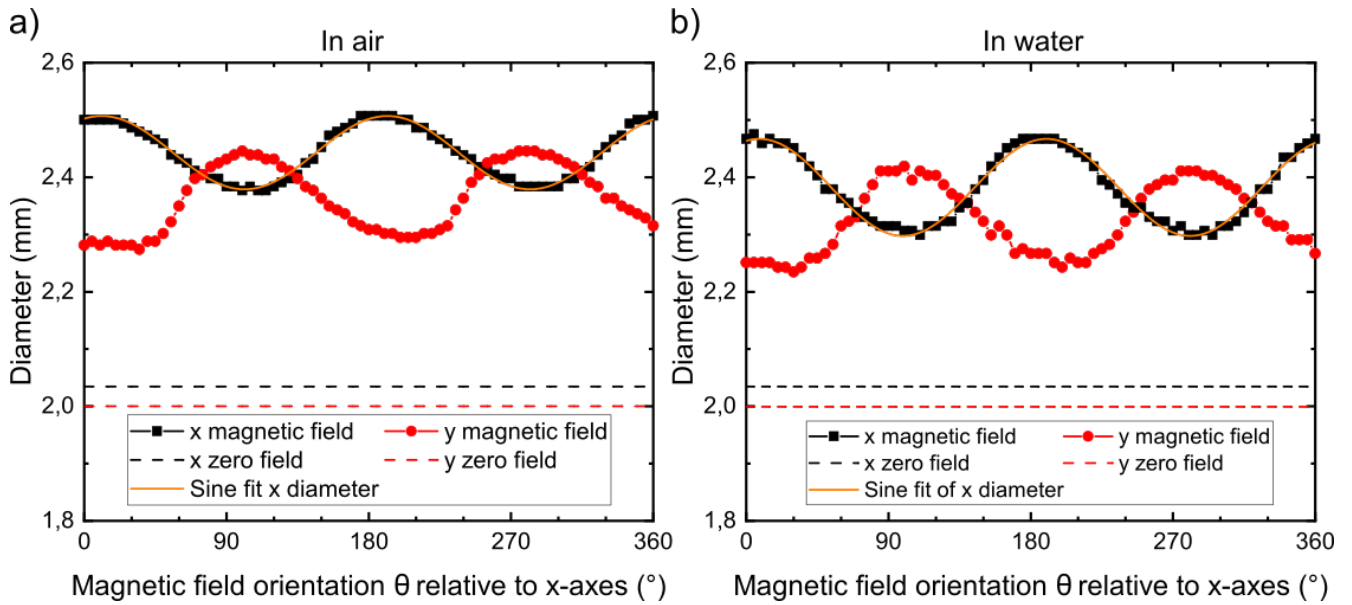 a)
In air
2,6
2,4
2,2
2,0
1,8
Diameter (mm)
x magnetic field
y magnetic field
x zero field
y zero field
Sine fit x diameter
0
90
180
270
360
Magnetic field orientation θ relative to x-axes (°)
b)
In water
2,6
2,4
2,2
2,0
1,8
Diameter (mm)
x magnetic field
y magnetic field
x zero field
y zero field
Sine fit of x diameter
0
90
180
270
360
Magnetic field orientation θ relative to x-axes (°)